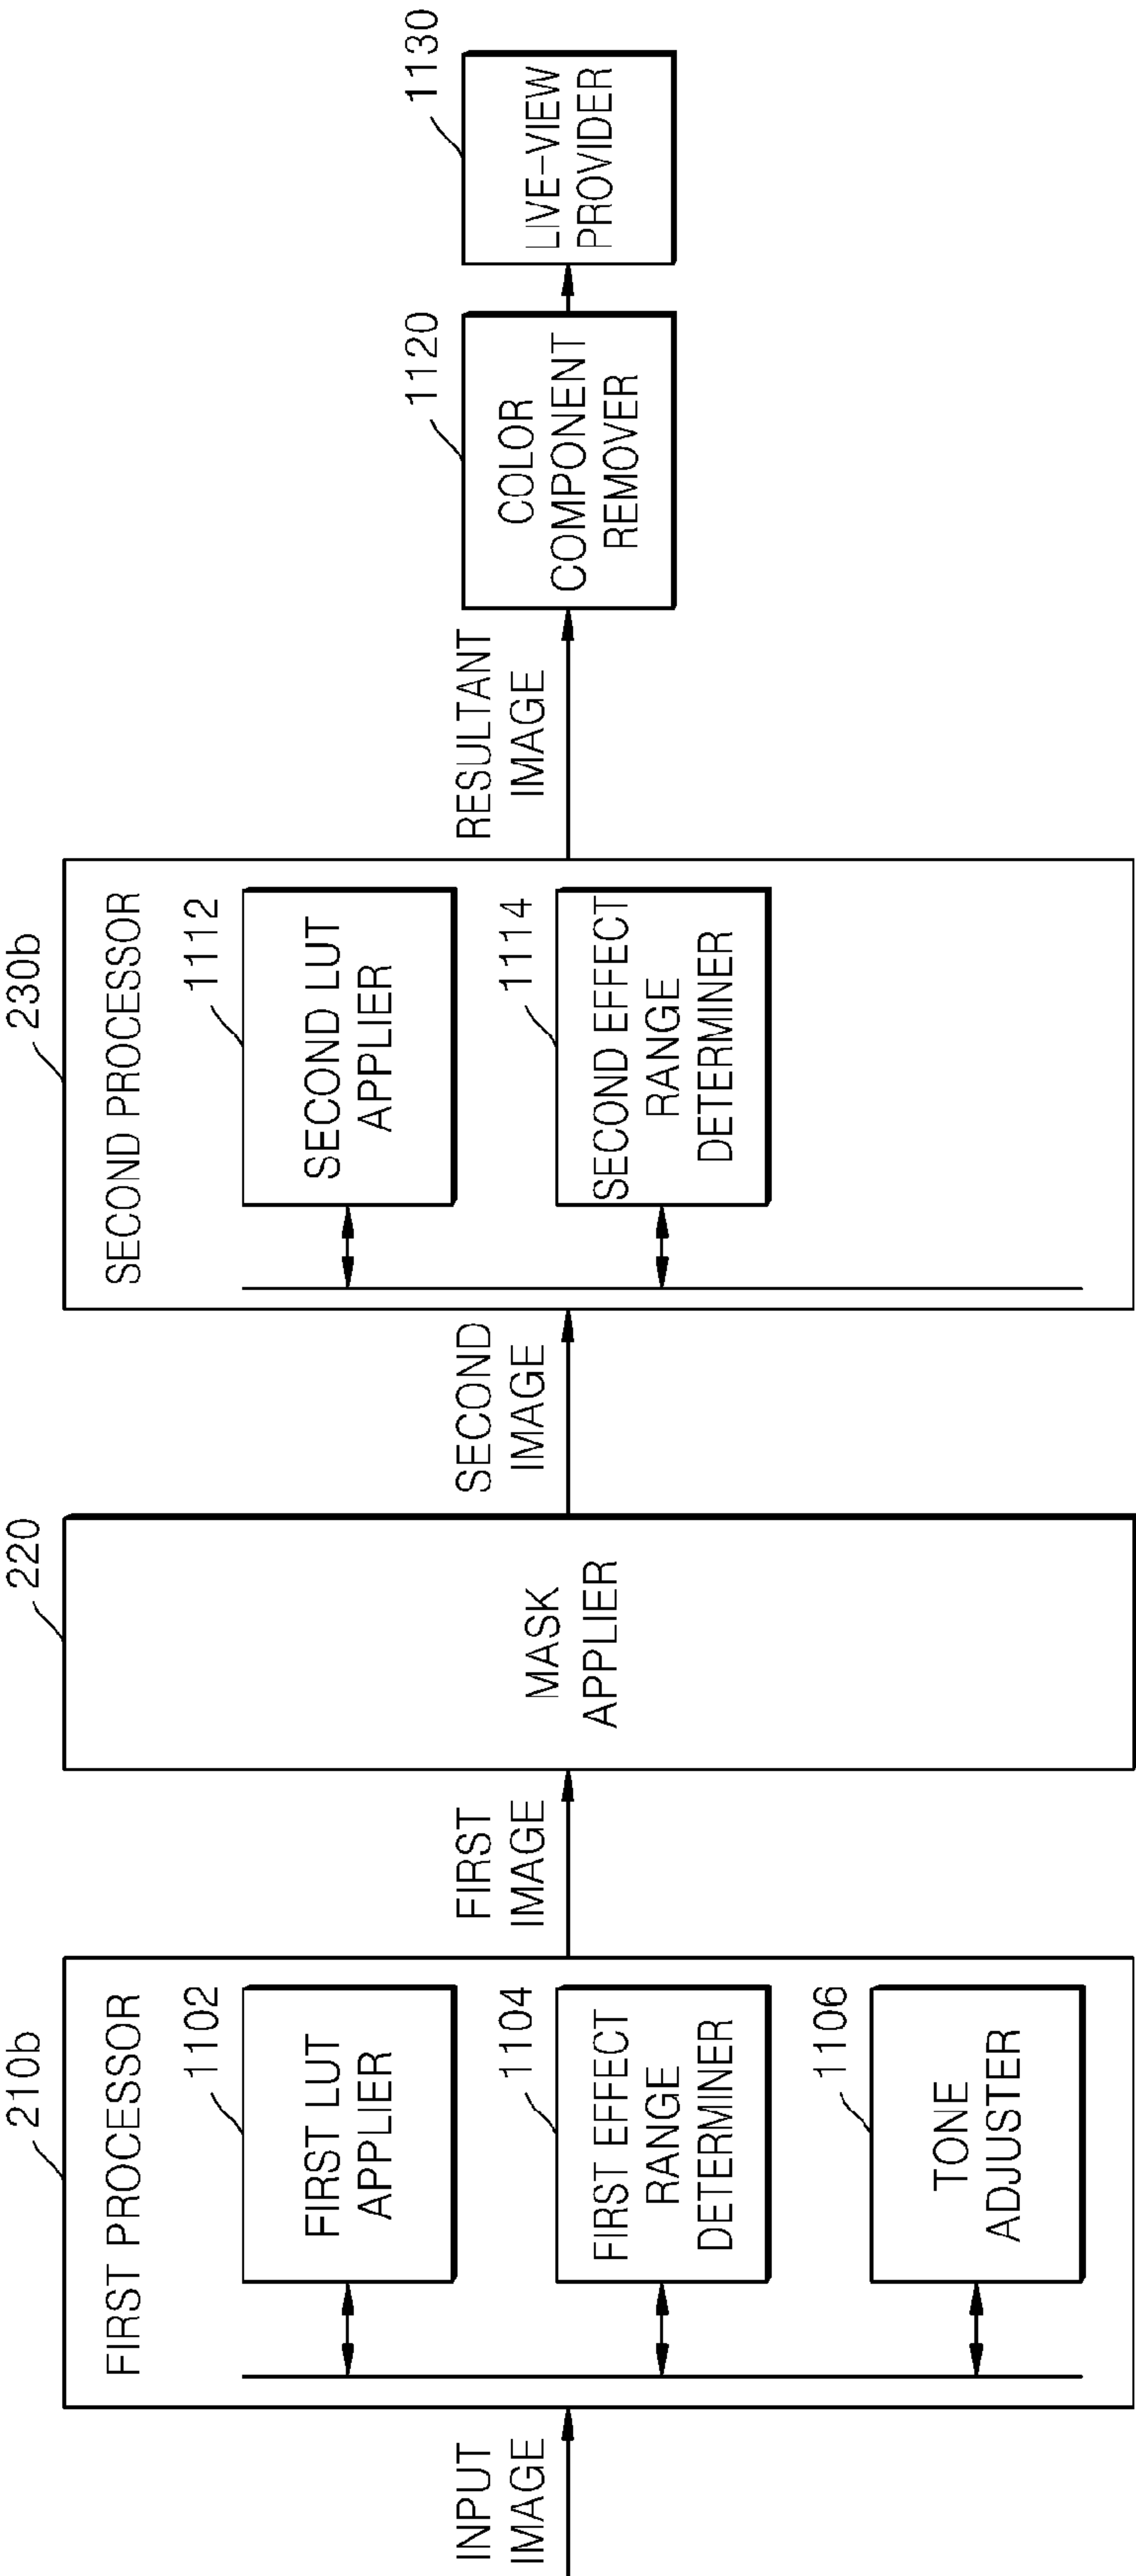 INPUT
IMAGE
210b
FIRST PROCESSOR
1102
FIRST LUT
APPLIER
1104
FIRST EFFECT
RANGE
DETERMINER
1106
TONE
ADJUSTER
FIRST
IMAGE
220
MASK
APPLIER
SECOND
IMAGE
230b
SECOND PROCESSOR
1112
SECOND LUT
APPLIER
1114
SECOND EFFECT
RANGE
DETERMINER
RESULTANT
IMAGE
1120
COLOR
COMPONENT
REMOVER
1130
LIVE-VIEW
PROVIDER